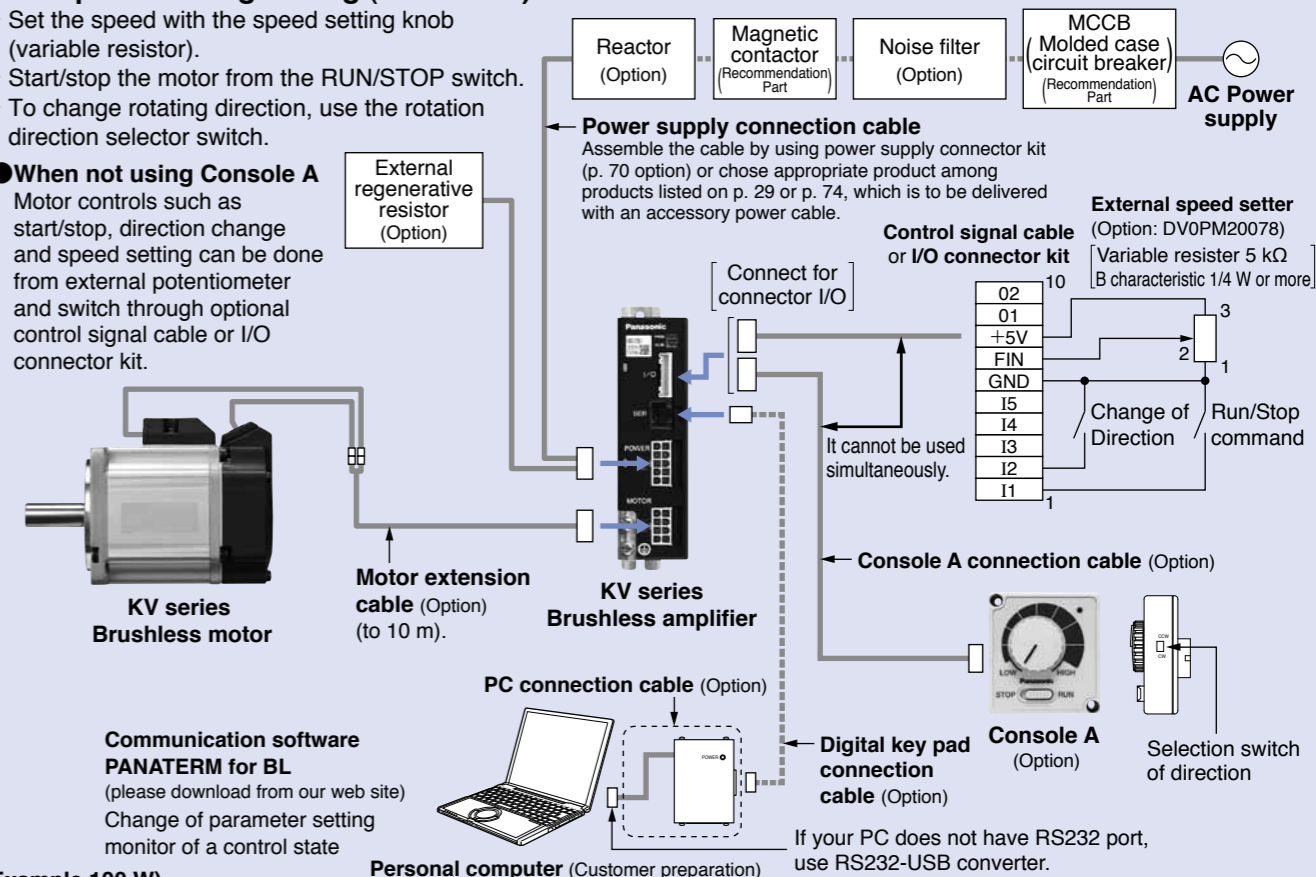 Set the speed with the speed setting knob
(variable resistor).
Start/stop the motor from the RUN/STOP switch.
To change rotating direction, use the rotation
direction selector switch.
●When not using Console A
Motor controls such as
start/stop, direction change
and speed setting can be done
from external potentiometer
and switch through optional
control signal cable or I/O
connector kit.
Reactor
(Option)
Magnetic
contactor
(Recommendation
Part)
Noise filter
(Option)
MCCB
(Molded case
circuit breaker)
(Recommendation
Part)
AC Power
supply
Power supply connection cable
Assemble the cable by using power supply connector kit
(p. 70 option) or chose appropriate product among
products listed on p. 29 or p. 74, which is to be delivered
with an accessory power cable.
External
regenerative
resistor
(Option)
External speed setter
(Option: DV0PM20078)
[Variable resister 5 kΩ
B characteristic 1/4 W or more]
Control signal cable
or I/O connector kit
[Connect for
connector I/O]
10
02
01
+5V
FIN
GND
I5
I4
I3
I2
I1
1
3
2
1
Change of
Direction
Run/Stop
command
It cannot be used
simultaneously.
Panasonic
I/O
SER
POWER
MOTOR
KV series
Brushless amplifier
Motor extension
cable (Option)
(to 10 m).
KV series
Brushless motor
Console A connection cable (Option)
LOW
HIGH
Panasonic
STOP
RUN
CCW
CW
Console A
(Option)
Selection switch
of direction
PC connection cable (Option)
POWER
Digital key pad
connection
cable (Option)
Communication software
PANATERM for BL
(please download from our web site)
Change of parameter setting
monitor of a control state
Personal computer (Customer preparation)
If your PC does not have RS232 port,
use RS232-USB converter.